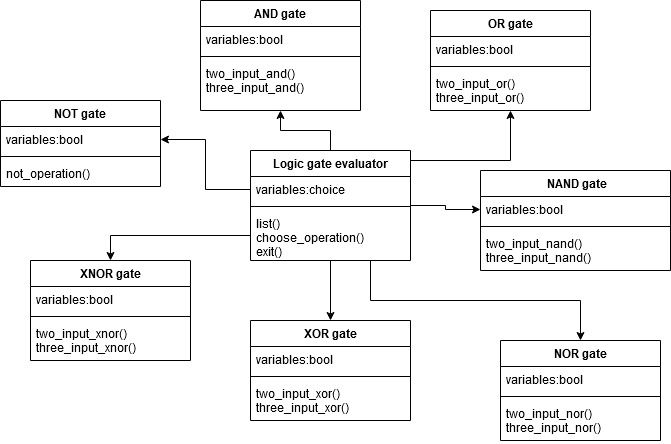 AND gate
variables:bool
two_input_and()
three_input_and()
OR gate
variables:bool
two_input_or()
three_input_or()
NOT gate
variables:bool
not_operation()
Logic gate evaluator
variables:choice
list()
choose_operation()
exit()
NAND gate
variables:bool
two_input_nand()
three_input_nand()
XNOR gate
variables:bool
two_input_xnor()
three_input_xnor()
XOR gate
variables:bool
two_input_xor()
three_input_xor()
NOR gate
variables:bool
two_input_nor()
three_input_nor()